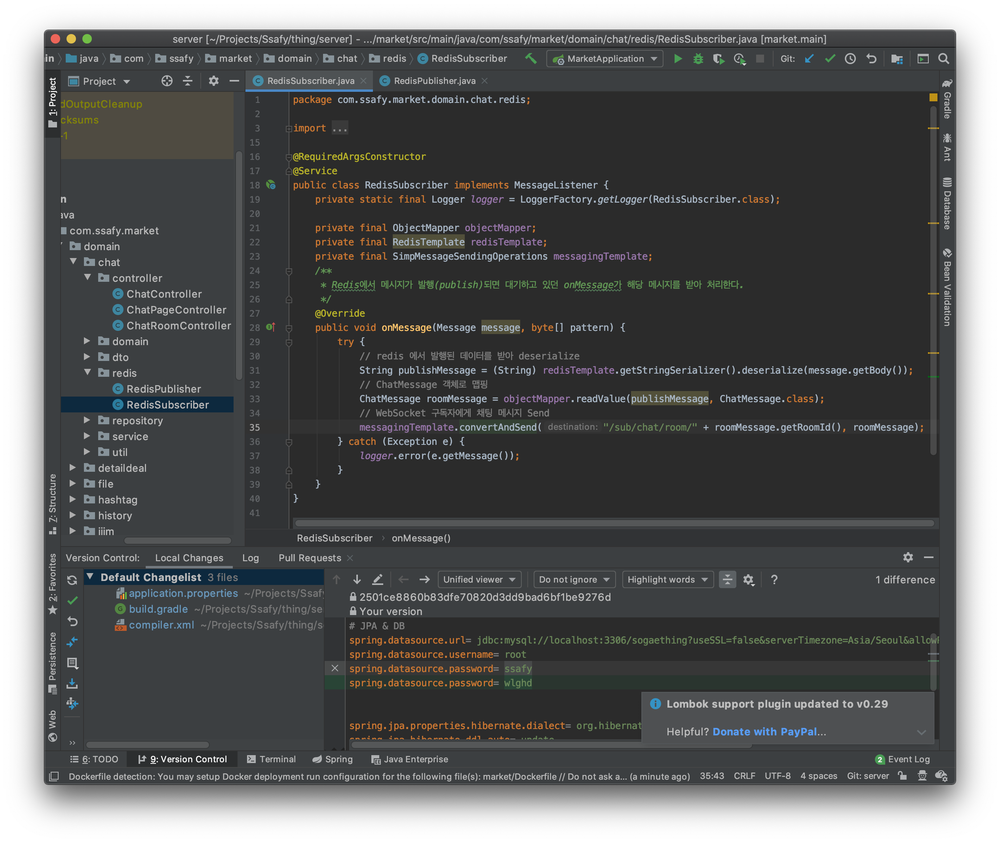 server [~/Projects/Ssafy/thing/server] - .../market/src/main/java/com/ssafy/market/domain/chat/redis/RedisSubscriber.java [market.main]
in java com ssafy market domain chat redis RedisSubscriber MarketApplication Git:
1: Project
Project
RedisSubscriber.java
RedisPublisher.java
dOutputCleanup
cksums
-1
n
ava
com.ssafy.market
domain
chat
controller
ChatController
ChatPageController
ChatRoomController
domain
dto
redis
RedisPublisher
RedisSubscriber
repository
service
util
detaildeal
file
hashtag
history
iiim
1 package com.ssafy.market.domain.chat.redis;
2
3 import ...
15
16 @RequiredArgsConstructor
17 @Service
18 public class RedisSubscriber implements MessageListener {
19 private static final Logger logger = LoggerFactory.getLogger(RedisSubscriber.class);
20
21 private final ObjectMapper objectMapper;
22 private final RedisTemplate redisTemplate;
23 private final SimpMessageSendingOperations messagingTemplate;
24 /**
25 * Redis에서 메시지가 발행(publish)되면 대기하고 있던 onMessage가 해당 메시지를 받아 처리한다.
26 */
27 @Override
28 public void onMessage(Message message, byte[] pattern) {
29 try {
30 // redis 에서 발행된 데이터를 받아 deserialize
31 String publishMessage = (String) redisTemplate.getStringSerializer().deserialize(message.getBody());
32 // ChatMessage 객체로 맵핑
33 ChatMessage roomMessage = objectMapper.readValue(publishMessage, ChatMessage.class);
34 // WebSocket 구독자에게 채팅 메시지 Send
35 messagingTemplate.convertAndSend( destination: "/sub/chat/room/" + roomMessage.getRoomId(), roomMessage);
36 } catch (Exception e) {
37 logger.error(e.getMessage());
38 }
39 }
40 }
41
RedisSubscriber > onMessage()
Gradle
Ant
Database
Bean Validation
7: Structure
2: Favorites
Persistence
Web
Version Control: Local Changes Log Pull Requests
Default Changelist 3 files
application.properties ~/Projects/Ssafy
build.gradle ~/Projects/Ssafy/thing/se
compiler.xml ~/Projects/Ssafy/thing/s
Unified viewer Do not ignore Highlight words ? 1 difference
2501ce8860b83dfe70820d3dd9bad6bf1be9276d
Your version
# JPA & DB
spring.datasource.url= jdbc:mysql://localhost:3306/sogaething?useSSL=false&serverTimezone=Asia/Seoul&allow
spring.datasource.username= root
spring.datasource.password= ssafy
spring.datasource.password= wlghd
spring.jpa.properties.hibernate.dialect= org.hibernat
spring.jpa.hibernate.ddl-auto= update
Lombok support plugin updated to v0.29
Helpful? Donate with PayPal...
6: TODO 9: Version Control Terminal Spring Java Enterprise 2 Event Log
Dockerfile detection: You may setup Docker deployment run configuration for the following file(s): market/Dockerfile // Do not ask a... (a minute ago) 35:43 CRLF UTF-8 4 spaces Git: server